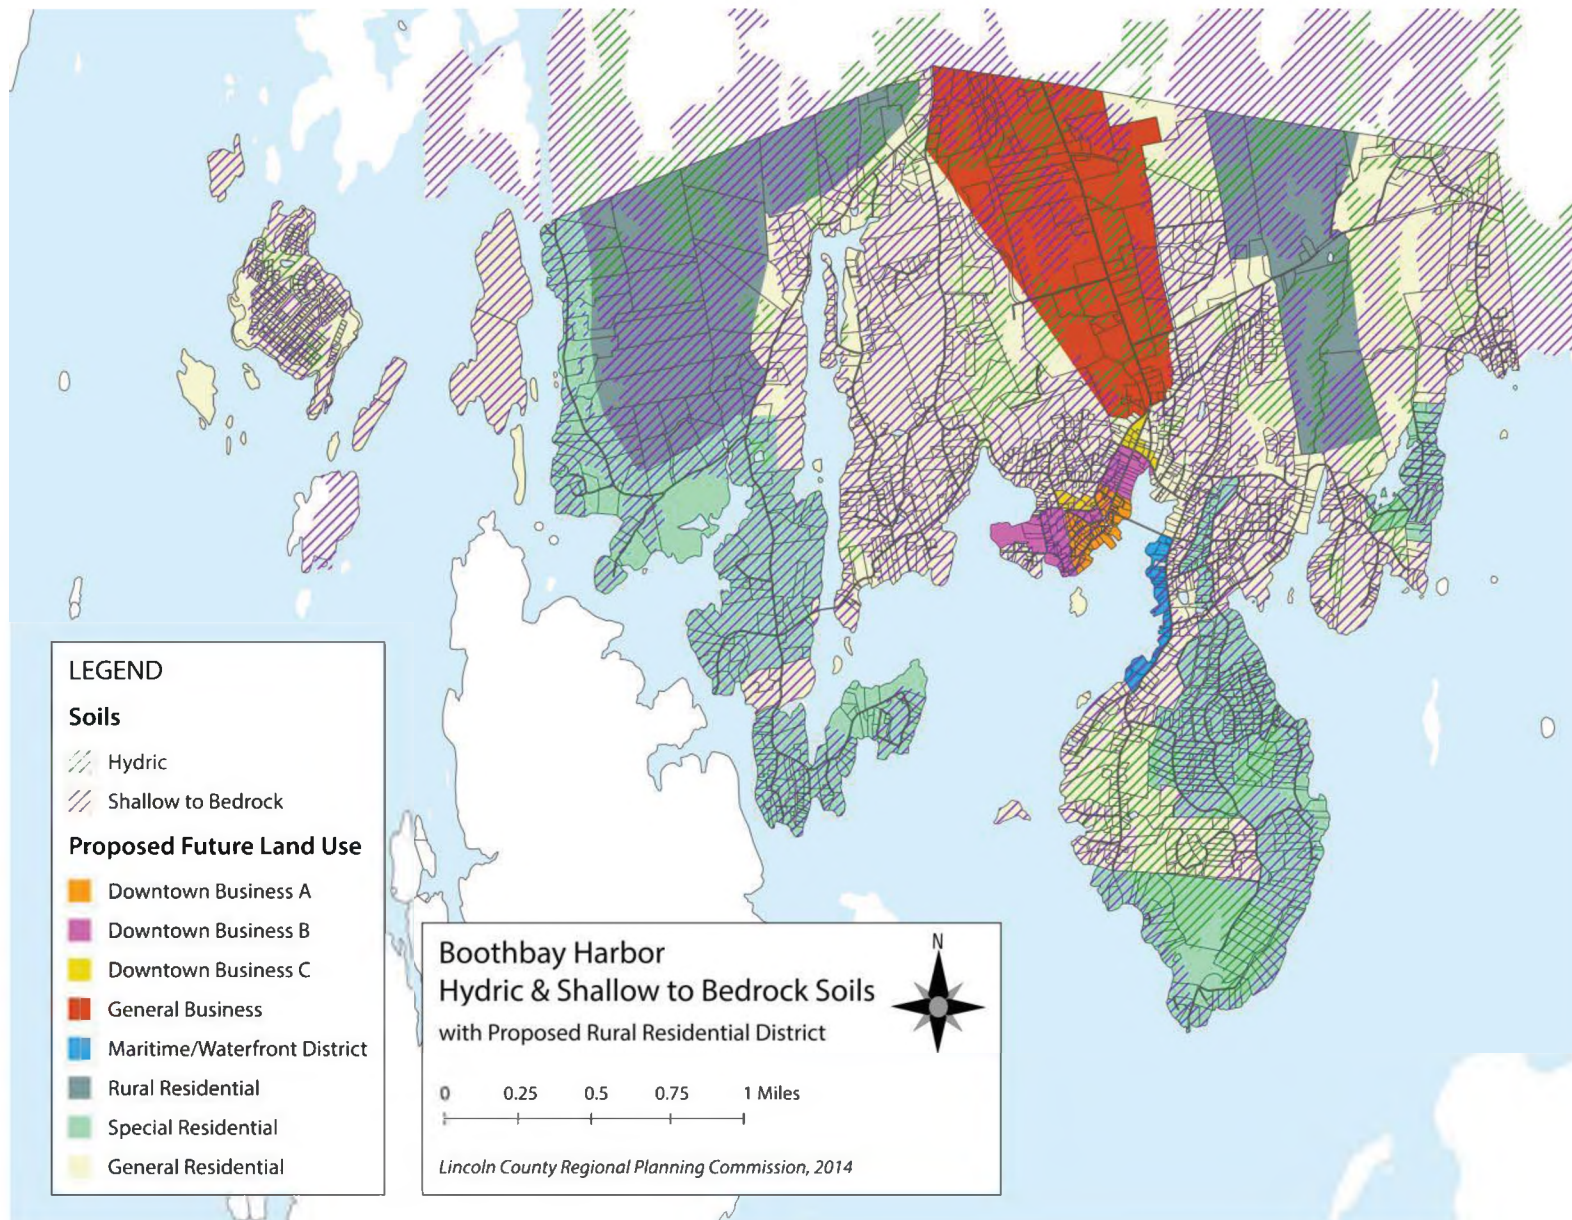 LEGEND
Soils
Hydric
Shallow to Bedrock
Proposed Future Land Use
Downtown Business A
Downtown Business B
Downtown Business C
General Business
Maritime/Waterfront District
Rural Residential
Special Residential
General Residential
Boothbay Harbor
Hydric & Shallow to Bedrock Soils
with Proposed Rural Residential District
N
0 0.25 0.5 0.75 1 Miles
Lincoln County Regional Planning Commission, 2014